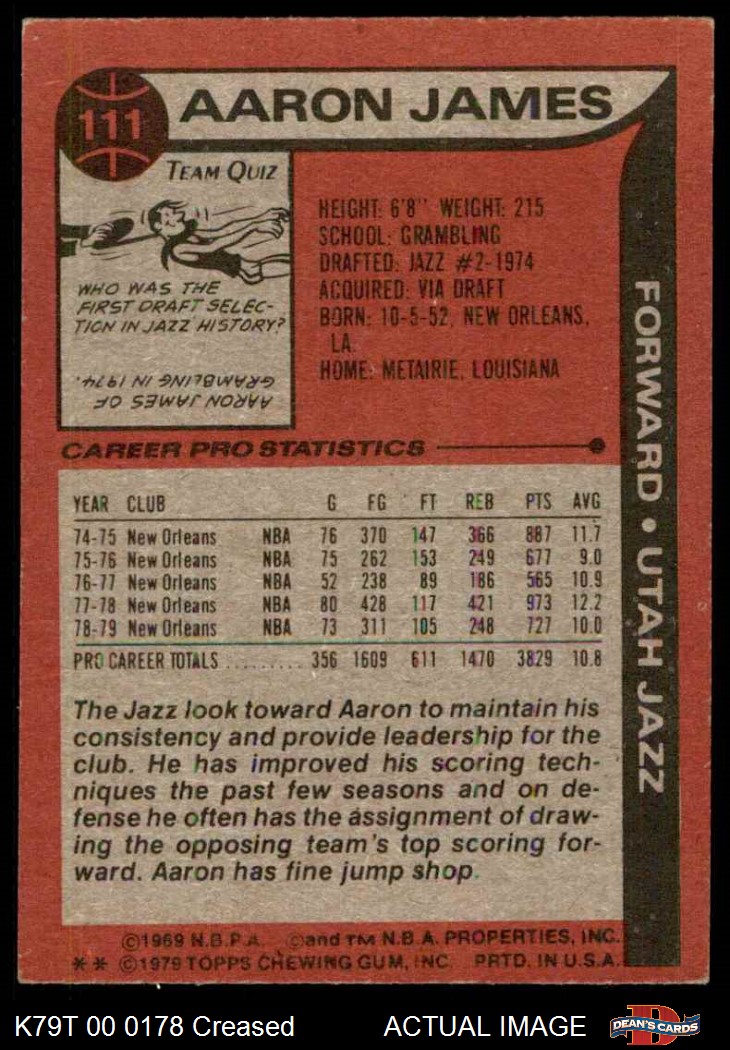 111
AARON JAMES
TEAM QUIZ
WHO WAS THE
FIRST DRAFT SELEC-
TION IN JAZZ HISTORY?
AARON JAMES OF
GRAMBLING IN 1974.
HEIGHT: 6'8'' WEIGHT: 215
SCHOOL: GRAMBLING
DRAFTED: JAZZ #2-1974
ACQUIRED: VIA DRAFT
BORN: 10-5-52, NEW ORLEANS,
LA.
HOME: METAIRIE, LOUISIANA
FORWARD • UTAH JAZZ
CAREER PRO STATISTICS
YEAR CLUB G FG FT REB PTS AVG
74-75 New Orleans NBA 76 370 147 366 887 11.7
75-76 New Orleans NBA 75 262 153 249 677 9.0
76-77 New Orleans NBA 52 238 89 186 565 10.9
77-78 New Orleans NBA 80 428 117 421 973 12.2
78-79 New Orleans NBA 73 311 105 248 727 10.0
PRO CAREER TOTALS ......... 356 1609 611 1470 3829 10.8
The Jazz look toward Aaron to maintain his
consistency and provide leadership for the
club. He has improved his scoring tech-
niques the past few seasons and on de-
fense he often has the assignment of draw-
ing the opposing team's top scoring for-
ward. Aaron has fine jump shop.
©1969 N.B.P.A. ©and TM N.B.A. PROPERTIES, INC.
** ©1979 TOPPS CHEWING GUM, INC. PRTD. IN U.S.A.
K79T 00 0178 Creased ACTUAL IMAGE
DEAN'S CARDS